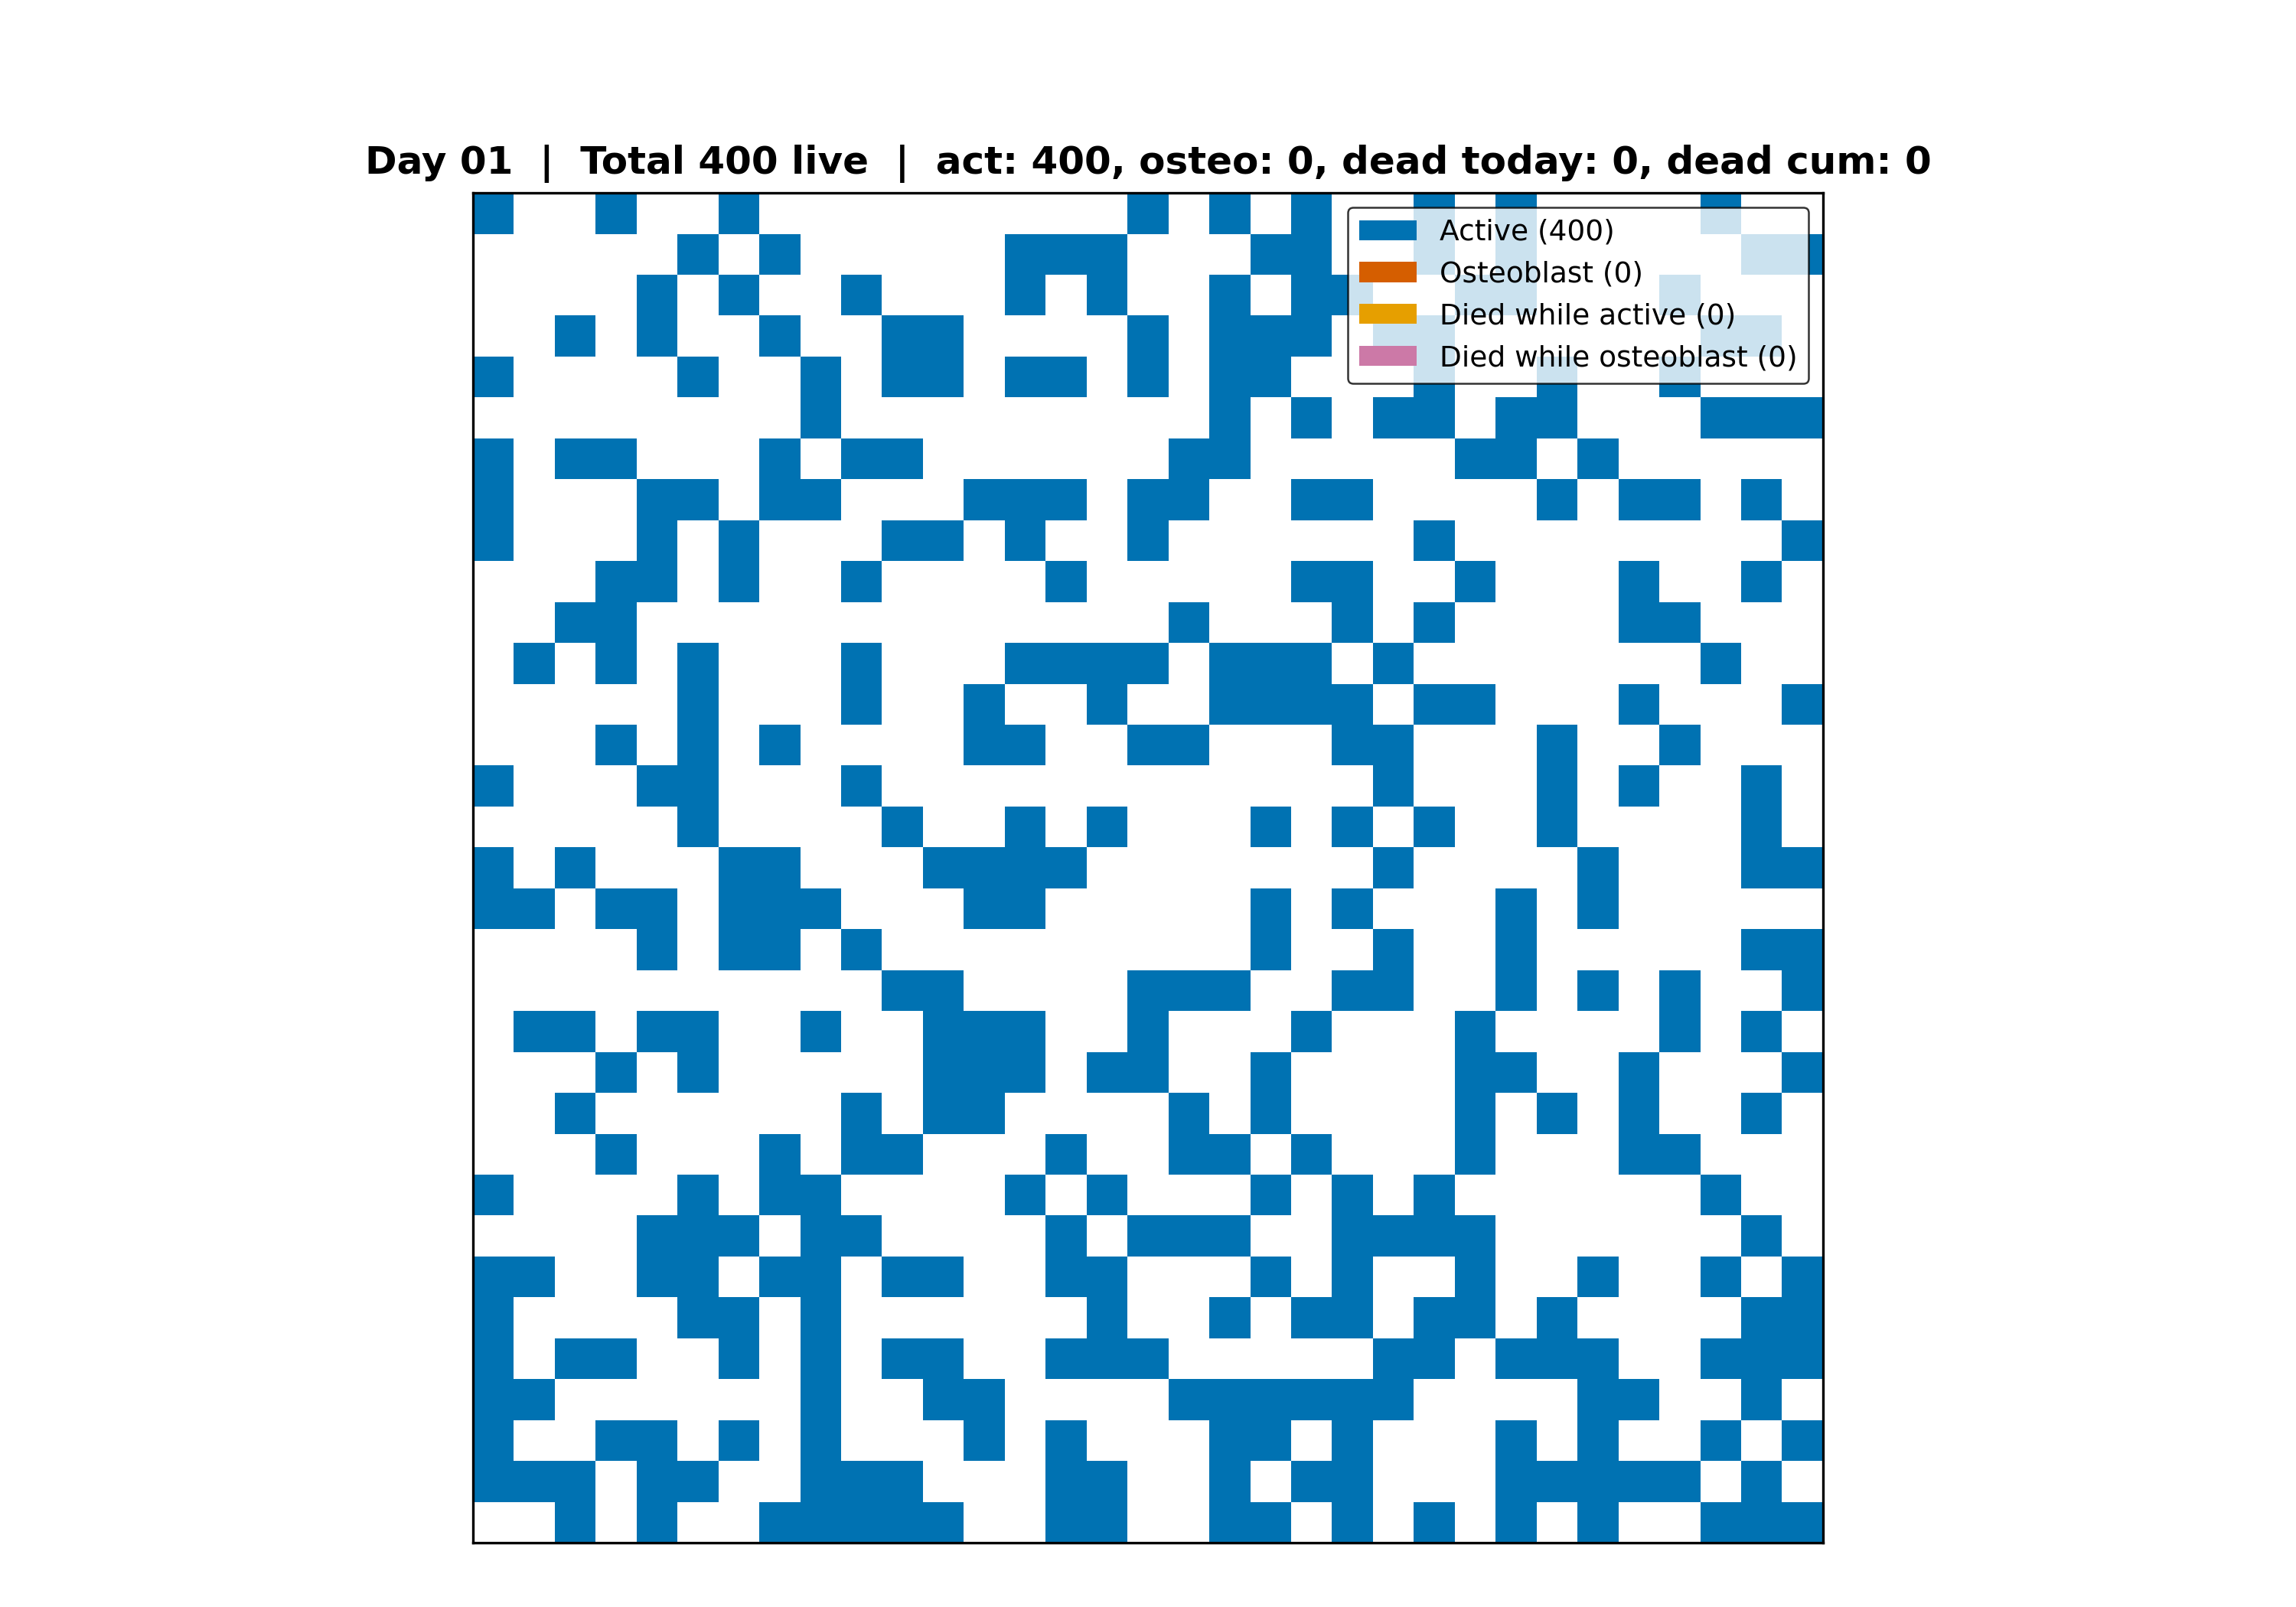 Day 01 | Total 400 live | act: 400, osteo: 0, dead today: 0, dead cum: 0
Active (400)
Osteoblast (0)
Died while active (0)
Died while osteoblast (0)